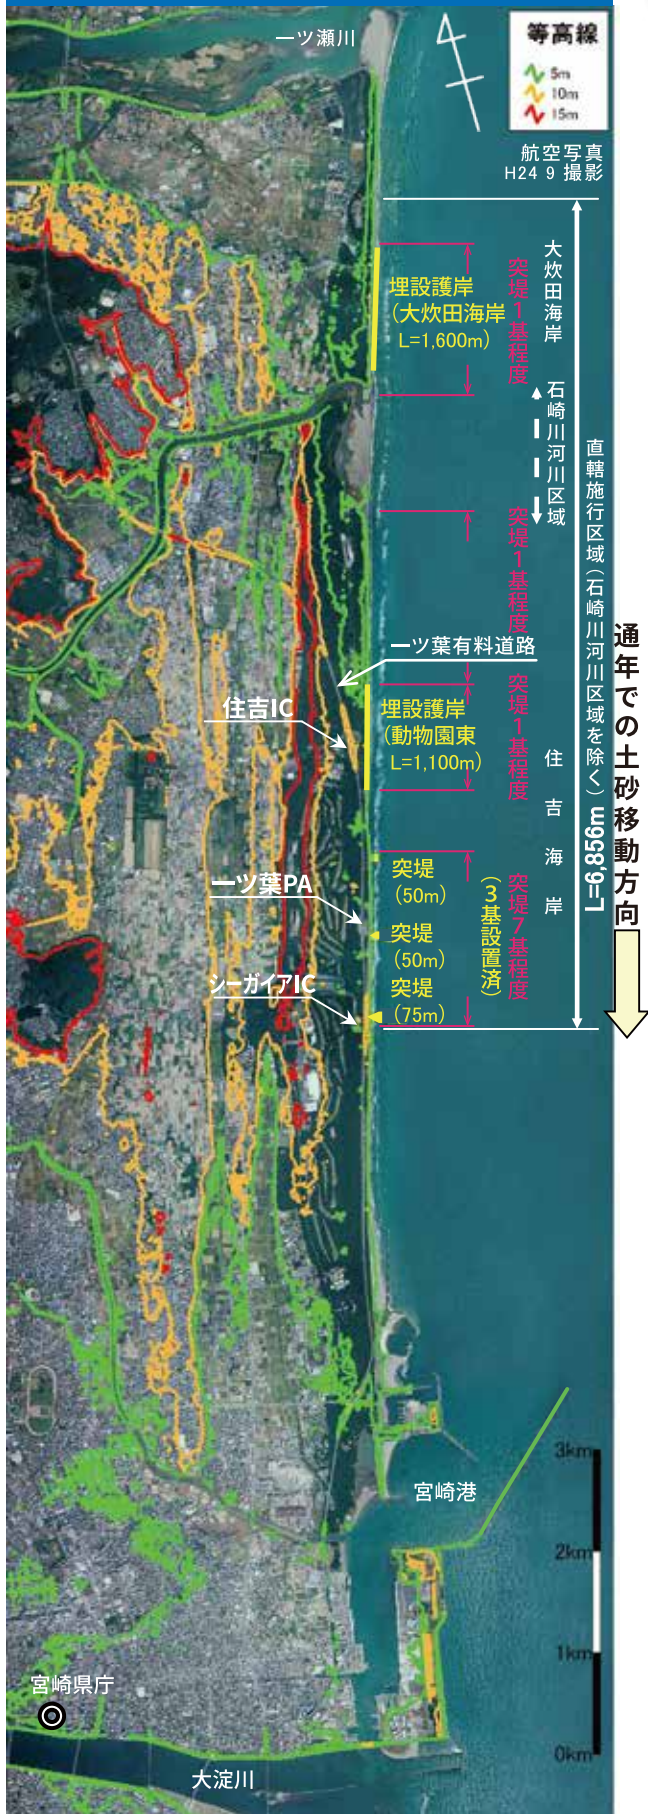 一ツ瀬川
等高線
5m
10m
15m
航空写真
H24 9 撮影
大炊田海岸
突堤1基程度
埋設護岸
(大炊田海岸
L=1,600m)
石崎川河川区域
直轄施行区域(石崎川河川区域を除く)L=6,856m
突堤1基程度
通年での土砂移動方向
一ツ葉有料道路
突堤1基程度
住吉IC
埋設護岸
(動物園東
L=1,100m)
住吉海岸
突堤
(50m)
一ツ葉PA
突堤7基程度
(3基設置済)
突堤
(50m)
シーガイアIC
突堤
(75m)
3km
宮崎港
2km
1km
宮崎県庁
0km
大淀川